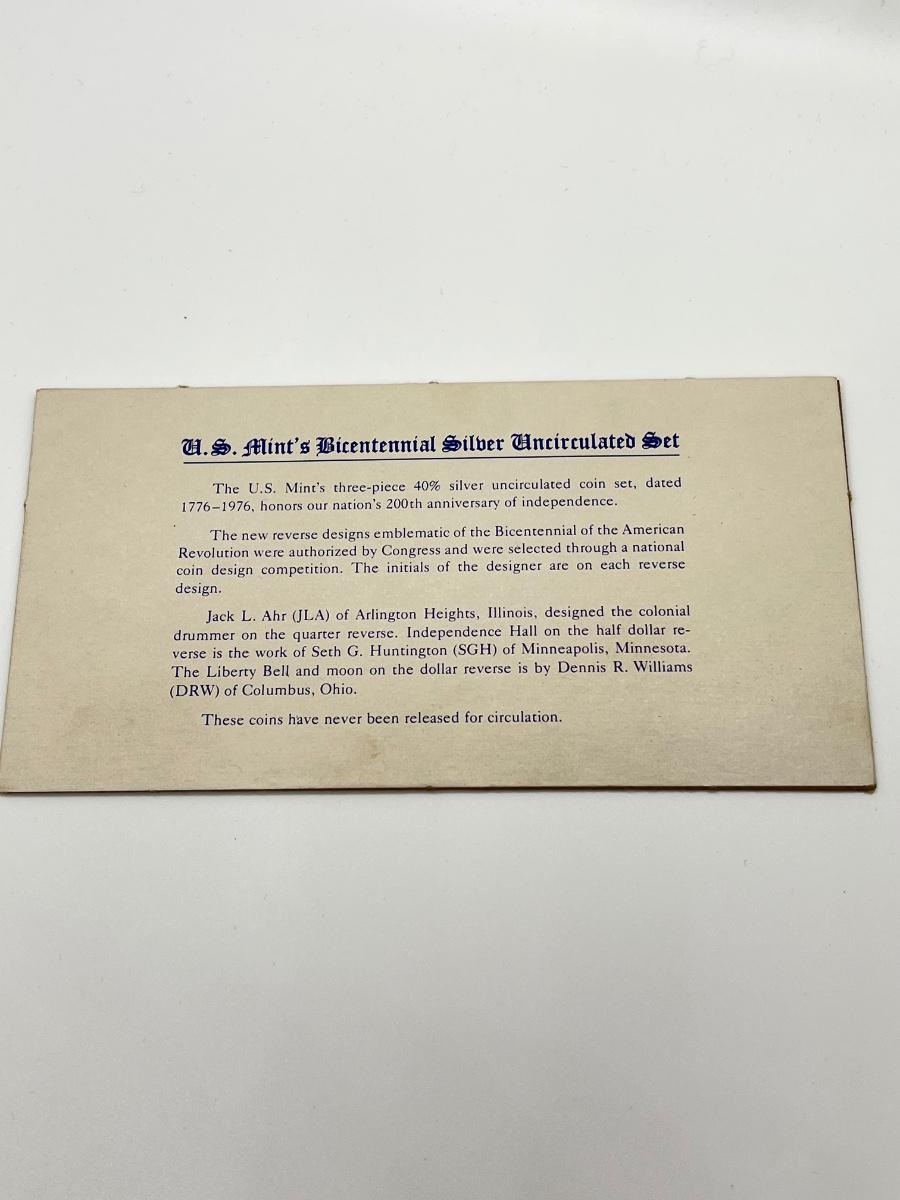 U.S. Mint's Bicentennial Silver Uncirculated Set
The U.S. Mint's three-piece 40% silver uncirculated coin set, dated
1776–1976, honors our nation's 200th anniversary of independence.
The new reverse designs emblematic of the Bicentennial of the American
Revolution were authorized by Congress and were selected through a national
coin design competition. The initials of the designer are on each reverse
design.
Jack L. Ahr (JLA) of Arlington Heights, Illinois, designed the colonial
drummer on the quarter reverse. Independence Hall on the half dollar re-
verse is the work of Seth G. Huntington (SGH) of Minneapolis, Minnesota.
The Liberty Bell and moon on the dollar reverse is by Dennis R. Williams
(DRW) of Columbus, Ohio.
These coins have never been released for circulation.